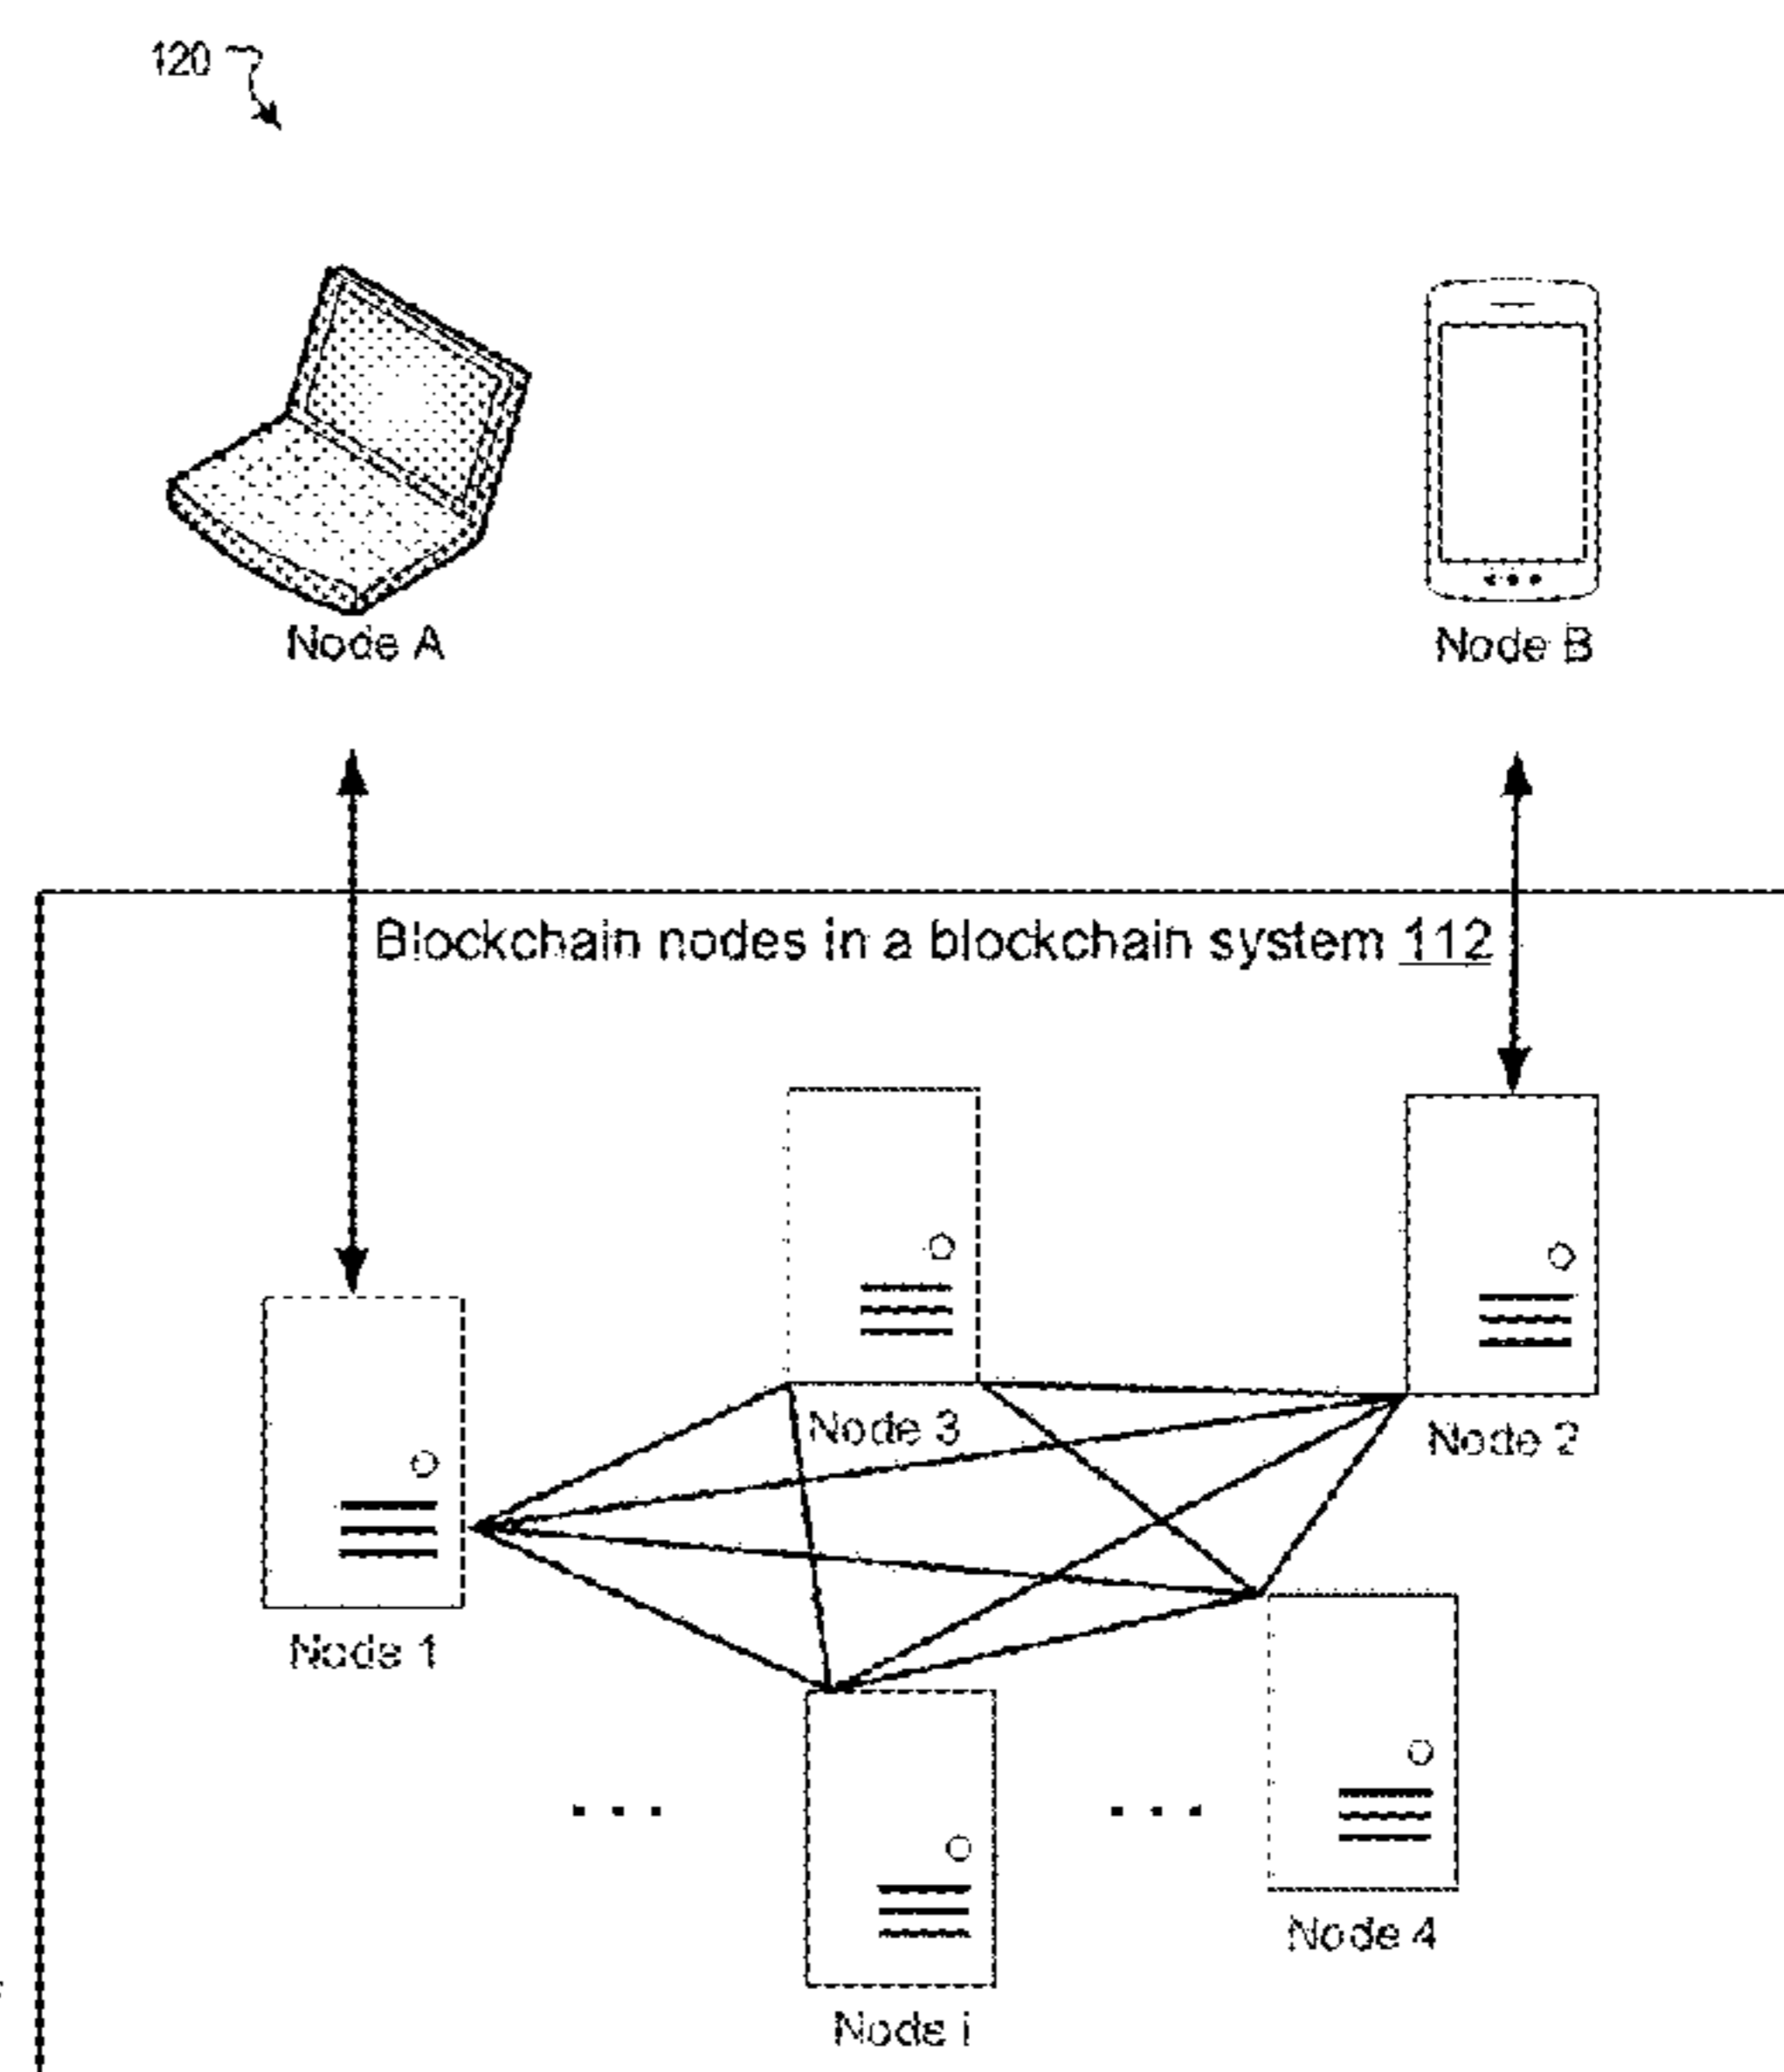 120
Node A
Node B
Blockchain nodes in a blockchain system 112
Node 3
Node 2
Node 1
. . .
. . .
Node 4
Node i